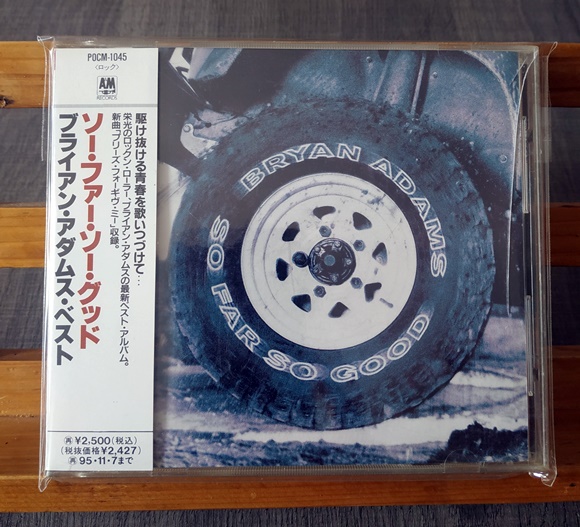 POCM-1045
〈ロック〉
A&M
RECORDS
駆け抜ける青春を歌いつづけて…
栄光のロックン・ローラー、ブライアン・アダムスの最新ベスト・アルバム。
新曲「プリーズ・フォーギヴ・ミー」収録。
ソー・ファー・ソー・グッド
ブライアン・アダムス・ベスト
再¥2,500(税込)
(税抜価格¥2,427)
再95・11・7まで
BRYAN ADAMS
SO FAR SO GOOD